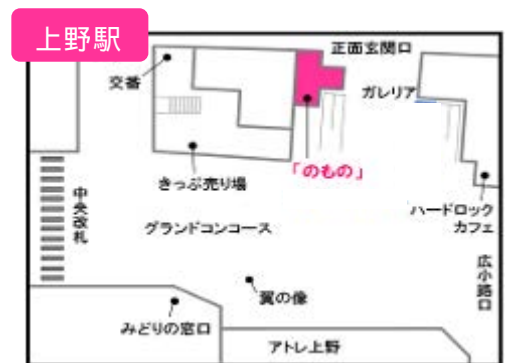 上野駅
正面玄関口
交番
ガレリア
「のもの」
きっぷ売り場
中央改札
グランドコンコース
ハードロック
カフェ
広小路口
翼の像
みどりの窓口
アトレ上野